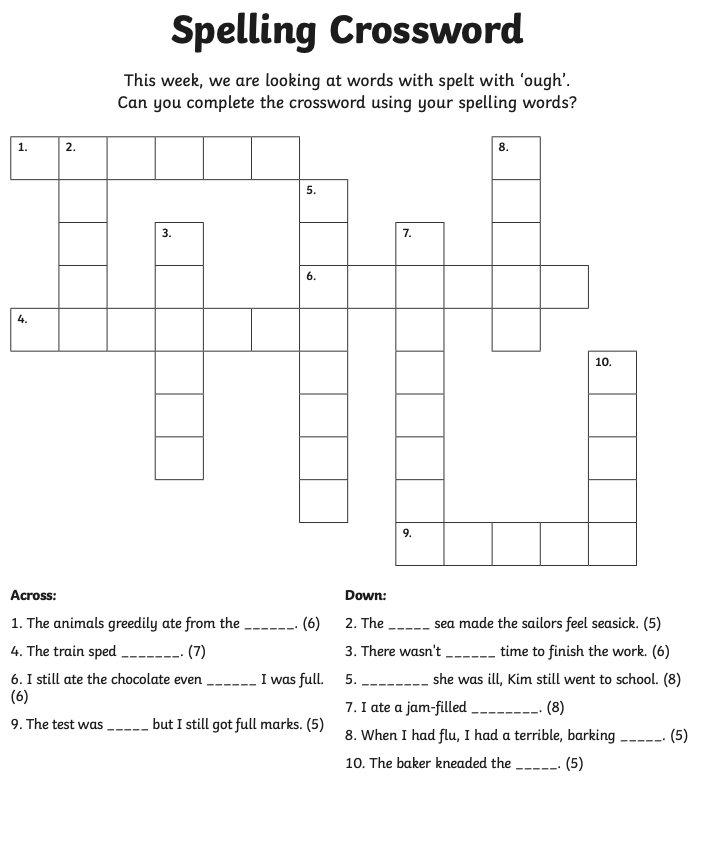 Spelling Crossword
This week, we are looking at words with spelt with ‘ough’.
Can you complete the crossword using your spelling words?
1.
2.
8.
5.
3.
7.
6.
4.
10.
9.
Across:
1. The animals greedily ate from the ______. (6)
4. The train sped _______. (7)
6. I still ate the chocolate even ______ I was full.
(6)
9. The test was _____ but I still got full marks. (5)
Down:
2. The _____ sea made the sailors feel seasick. (5)
3. There wasn't ______ time to finish the work. (6)
5. ________ she was ill, Kim still went to school. (8)
7. I ate a jam-filled ________. (8)
8. When I had flu, I had a terrible, barking _____. (5)
10. The baker kneaded the _____. (5)